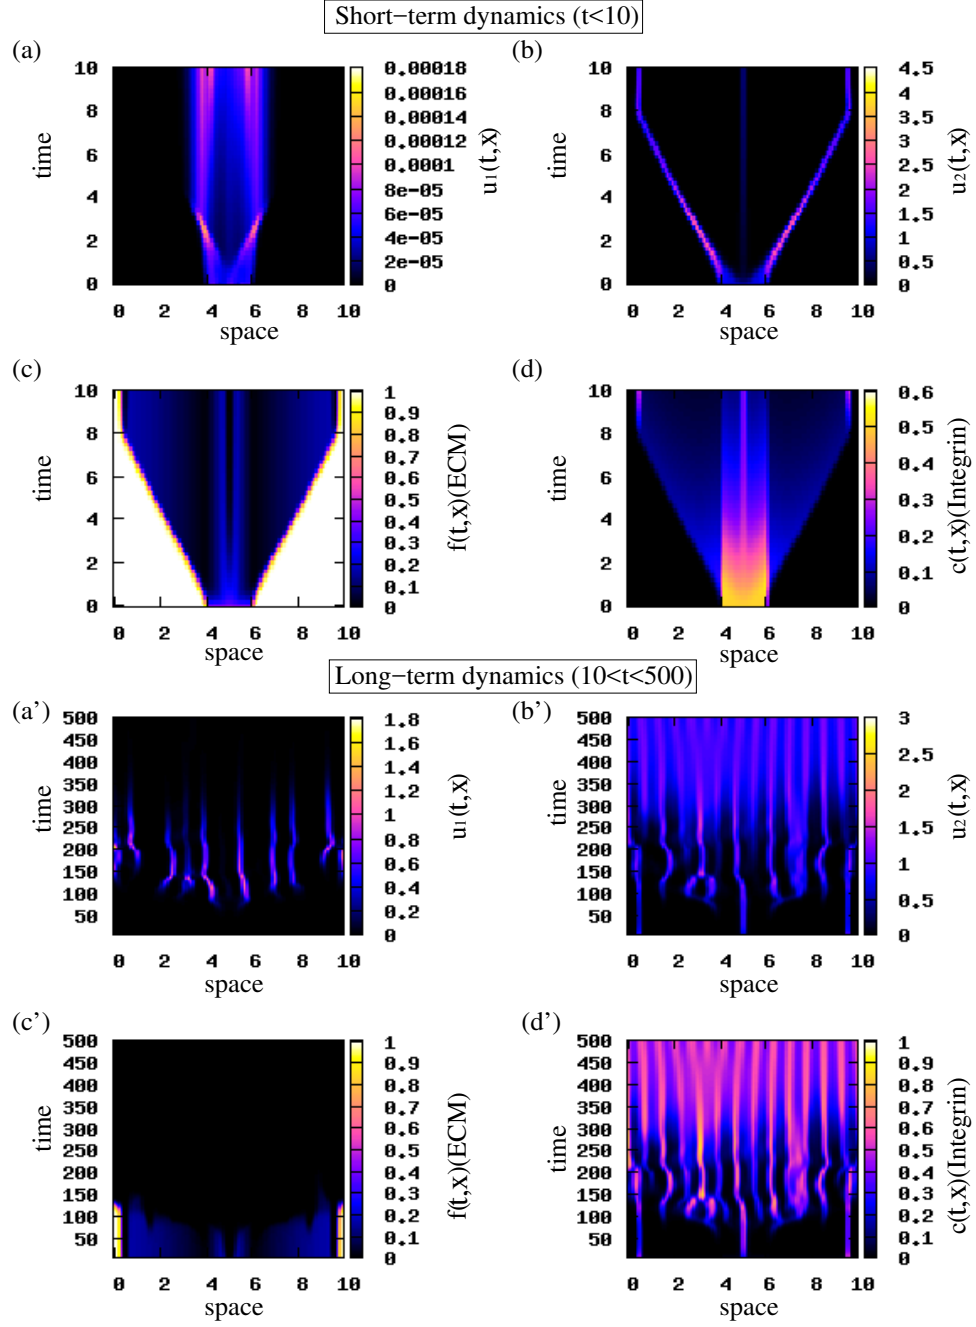 Short−term dynamics (t<10)
(a)
10
8
6
4
2
0
time
0 2 4 6 8 10
space
0.00018
0.00016
0.00014
0.00012
0.0001
8e-05
6e-05
4e-05
2e-05
0
u1(t,x)
(b)
10
8
6
4
2
0
time
0 2 4 6 8 10
space
4.5
4
3.5
3
2.5
2
1.5
1
0.5
0
u2(t,x)
(c)
10
8
6
4
2
0
time
0 2 4 6 8 10
space
1
0.9
0.8
0.7
0.6
0.5
0.4
0.3
0.2
0.1
0
f(t,x)(ECM)
(d)
10
8
6
4
2
0
time
0 2 4 6 8 10
space
0.6
0.5
0.4
0.3
0.2
0.1
0
c(t,x)(Integrin)
Long−term dynamics (10<t<500)
(a’)
500
450
400
350
300
250
200
150
100
50
time
0 2 4 6 8 10
space
1.8
1.6
1.4
1.2
1
0.8
0.6
0.4
0.2
0
u1(t,x)
(b’)
500
450
400
350
300
250
200
150
100
50
time
0 2 4 6 8 10
space
3
2.5
2
1.5
1
0.5
0
u2(t,x)
(c’)
500
450
400
350
300
250
200
150
100
50
time
0 2 4 6 8 10
space
1
0.9
0.8
0.7
0.6
0.5
0.4
0.3
0.2
0.1
0
f(t,x)(ECM)
(d’)
500
450
400
350
300
250
200
150
100
50
time
0 2 4 6 8 10
space
1
0.9
0.8
0.7
0.6
0.5
0.4
0.3
0.2
0.1
0
c(t,x)(Integrin)